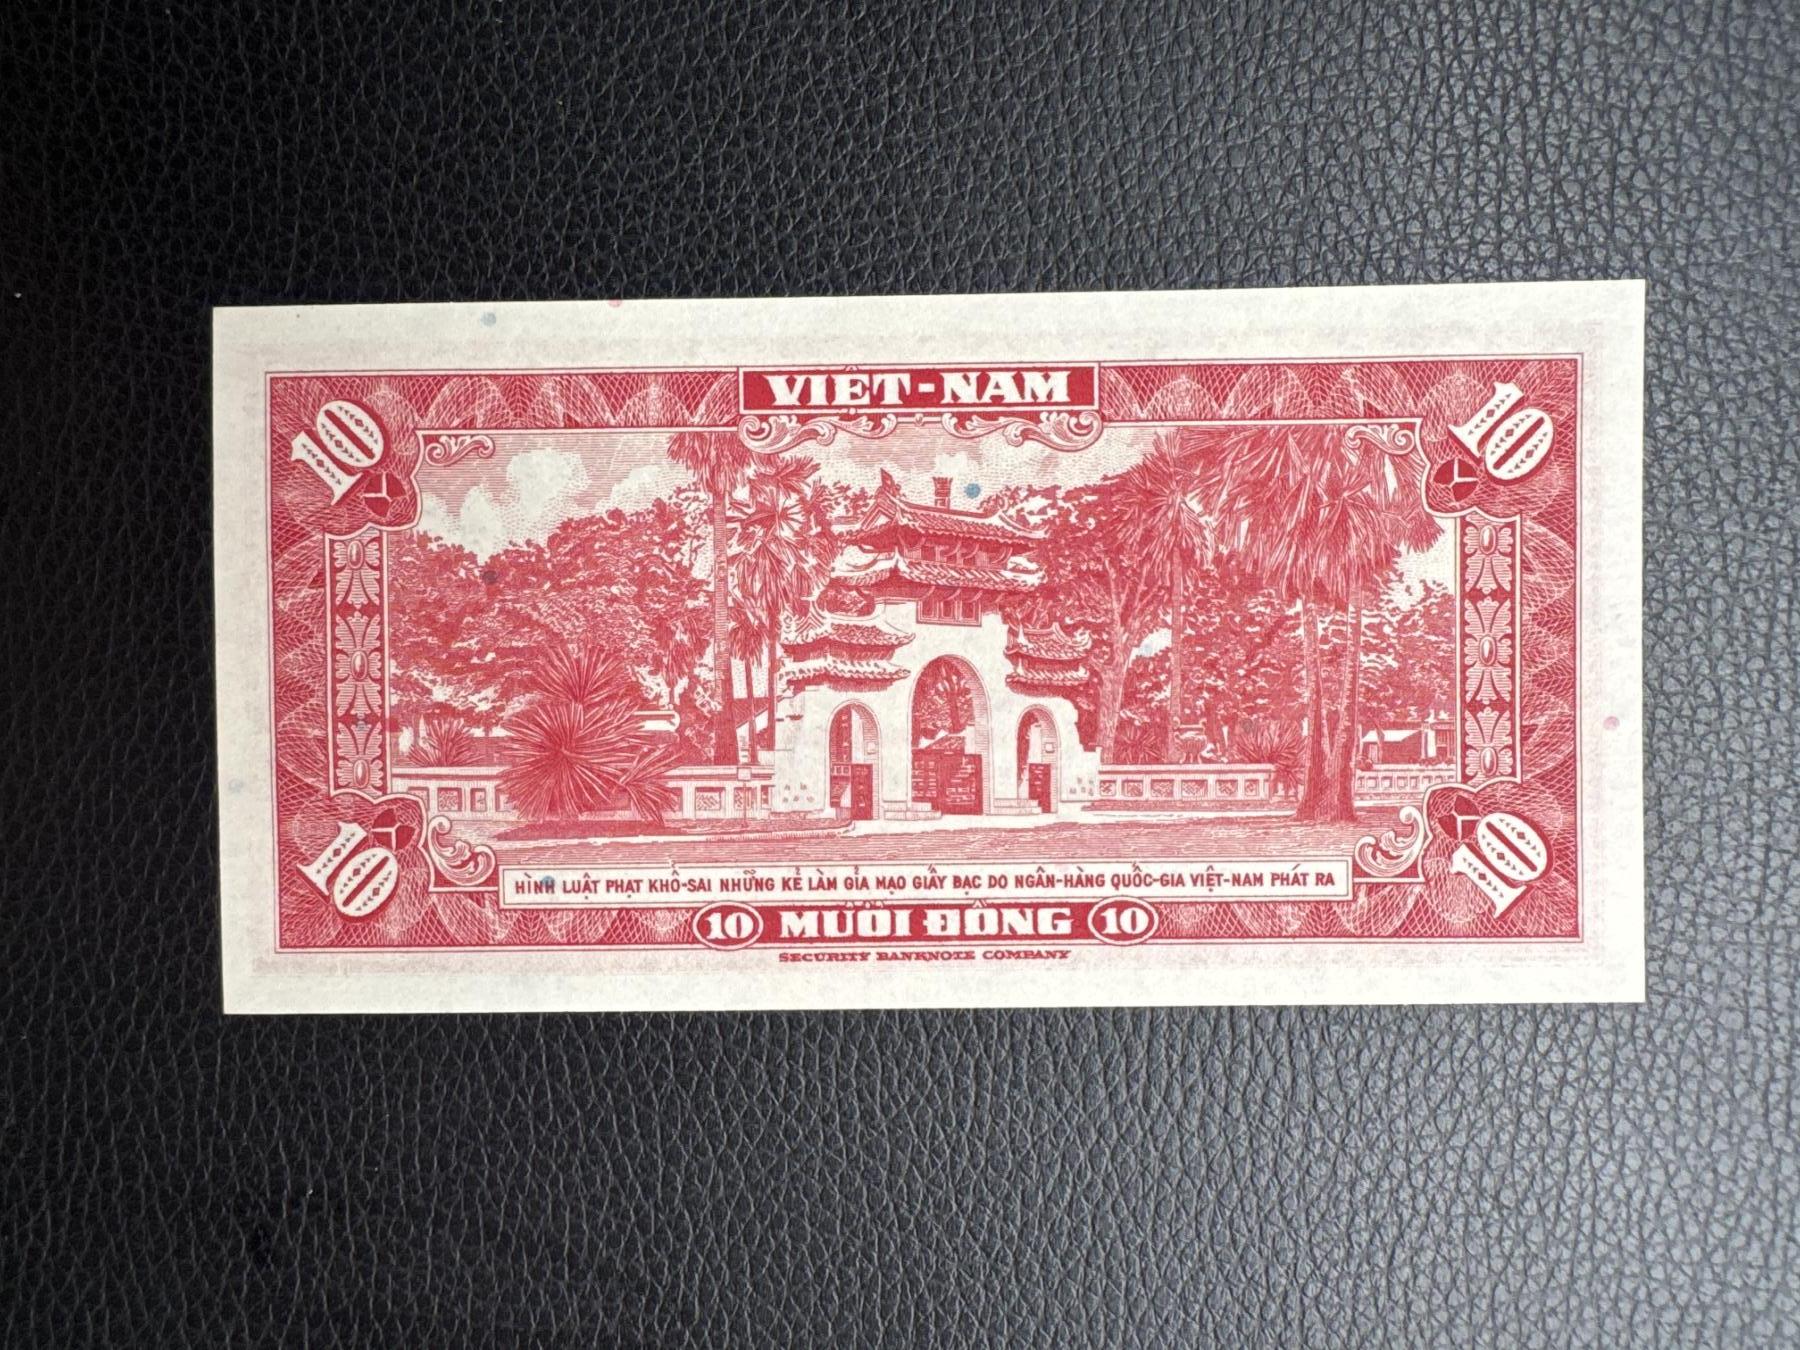 VIỆT-NAM
10 10
10 10
HÌNH LUẬT PHẠT KHỔ-SAI NHỮNG KẺ LÀM GỈA MẠO GIẤY BẠC DO NGÂN-HÀNG QUỐC-GIA VIỆT-NAM PHÁT RA
10 MƯỜI ĐỒNG 10
SECURITY BANKNOTE COMPANY